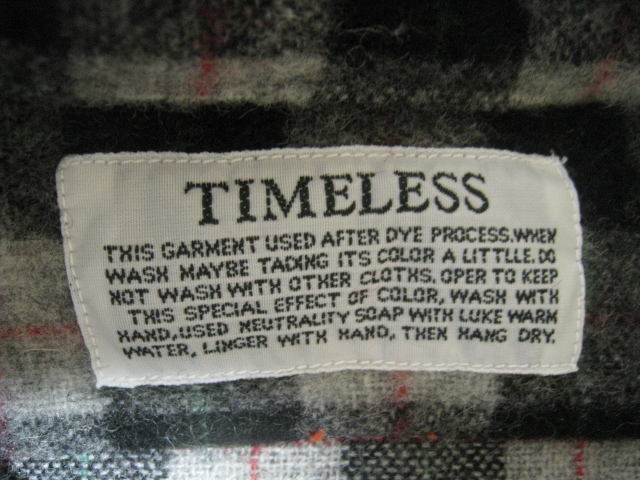 TIMELESS
THIS GARMENT USED AFTER DYE PROCESS.WHEN
WASH MAYBE TADING ITS COLOR A LITTLLE. DO
NOT WASH WITH OTHER CLOTHS. OPER TO KEEP
THIS SPECIAL EFFECT OF COLOR, WASH WITH
HAND,USED NEUTRALITY SOAP WITH LUKE WARM
WATER, LINGER WITH HAND, THEN HANG DRY.